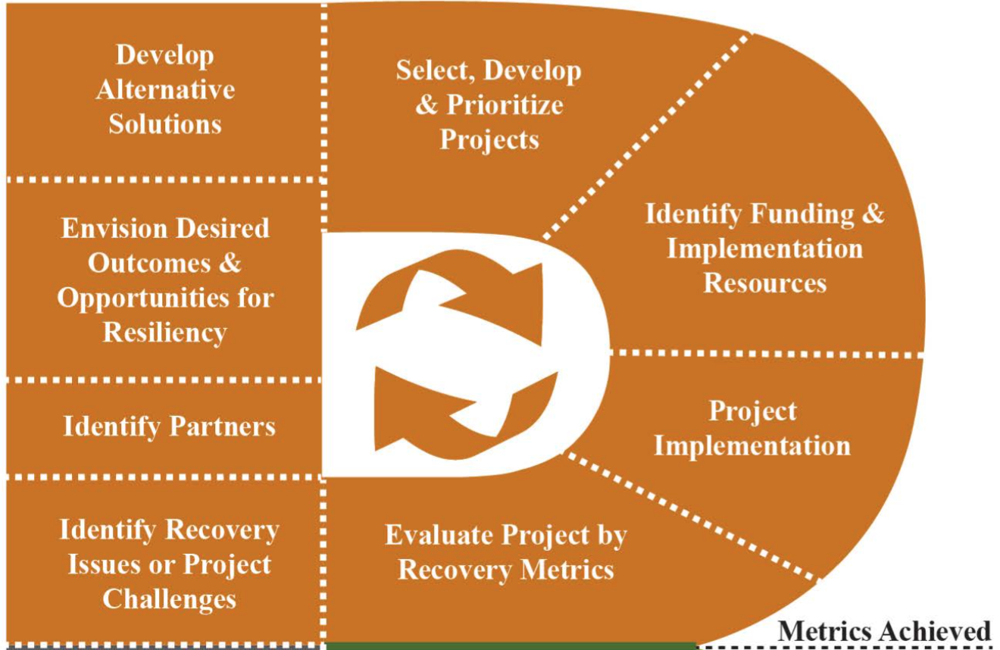 Develop
Alternative
Solutions
Select, Develop
& Prioritize
Projects
Identify Funding &
Implementation
Resources
Envision Desired
Outcomes &
Opportunities for
Resiliency
Identify Partners
Project
Implementation
Identify Recovery
Issues or Project
Challenges
Evaluate Project by
Recovery Metrics
Metrics Achieved